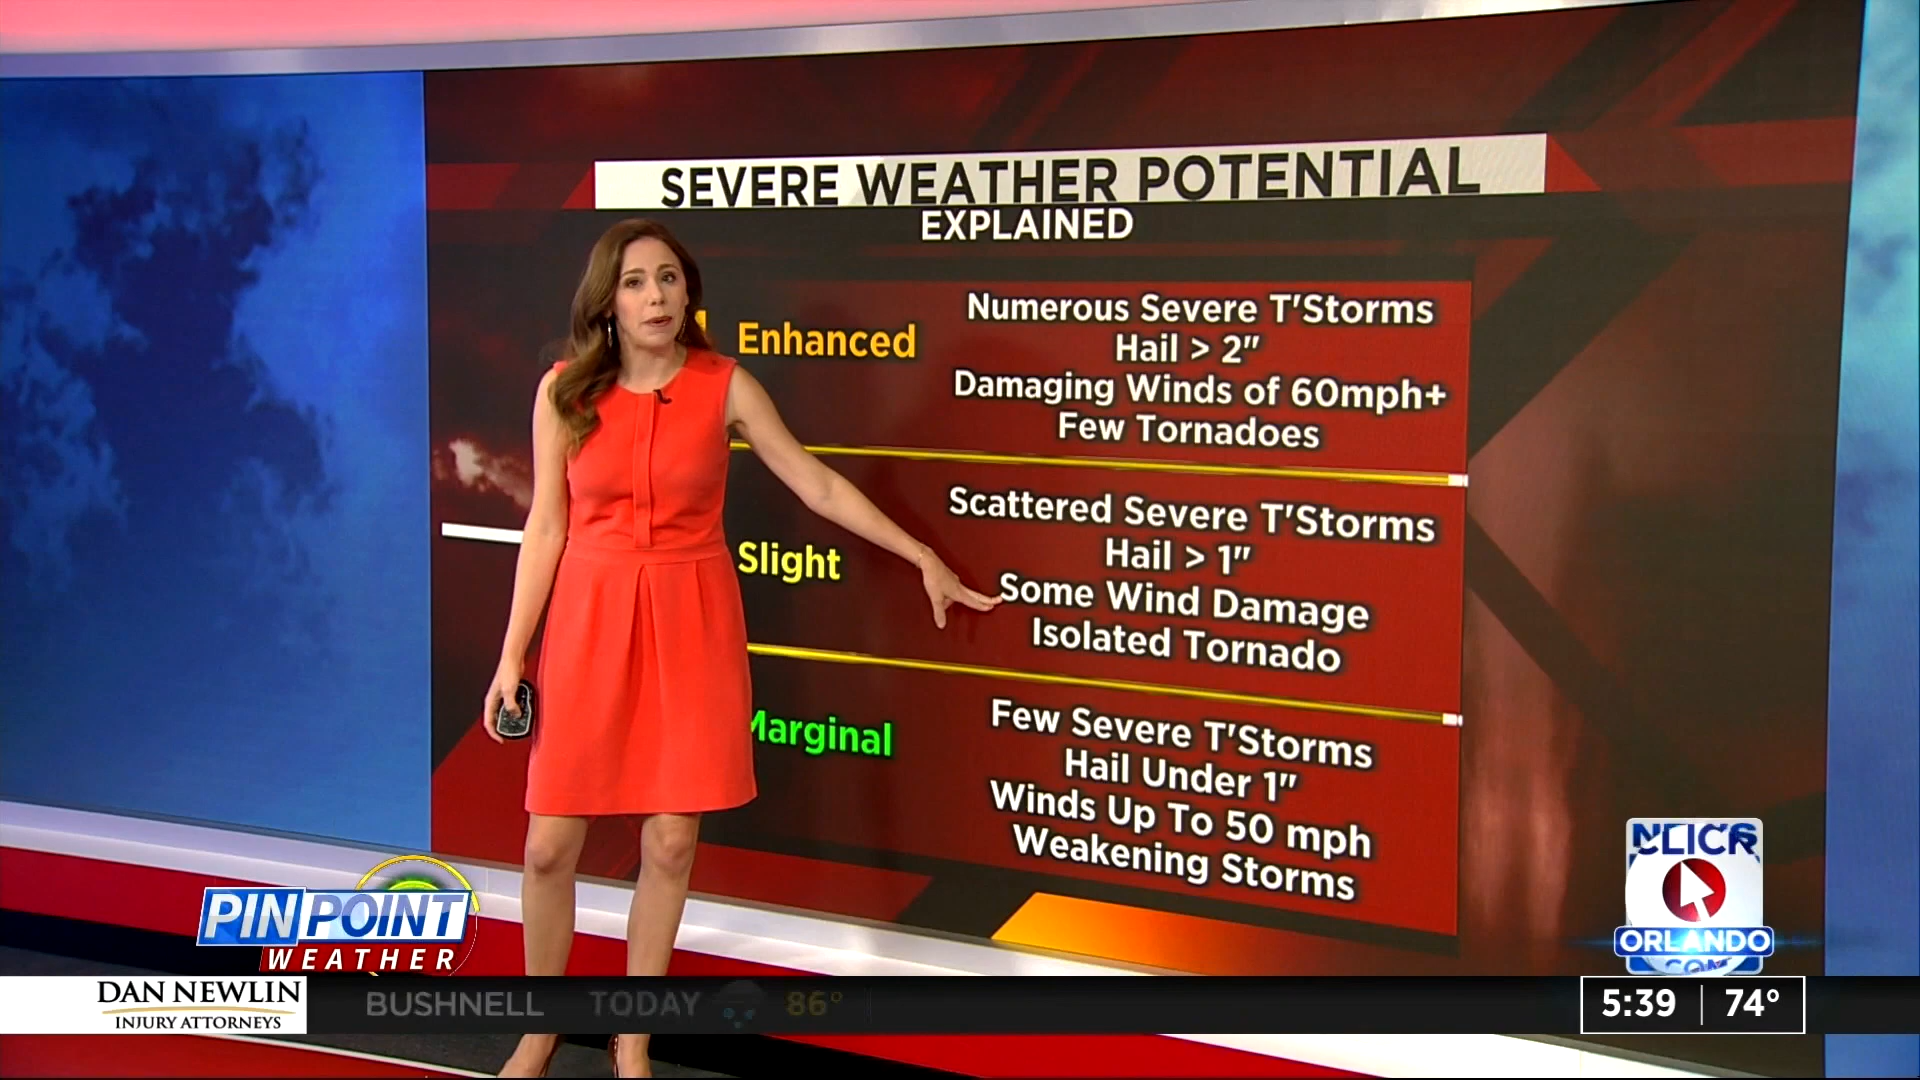 SEVERE WEATHER POTENTIAL
EXPLAINED
Enhanced
Numerous Severe T'Storms
Hail > 2"
Damaging Winds of 60mph+
Few Tornadoes
Slight
Scattered Severe T'Storms
Hail > 1"
Some Wind Damage
Isolated Tornado
Marginal
Few Severe T'Storms
Hail Under 1"
Winds Up To 50 mph
Weakening Storms
PINPOINT
WEATHER
ORLANDO
DAN NEWLIN
INJURY ATTORNEYS
BUSHNELL TODAY 86°
5:39 74°